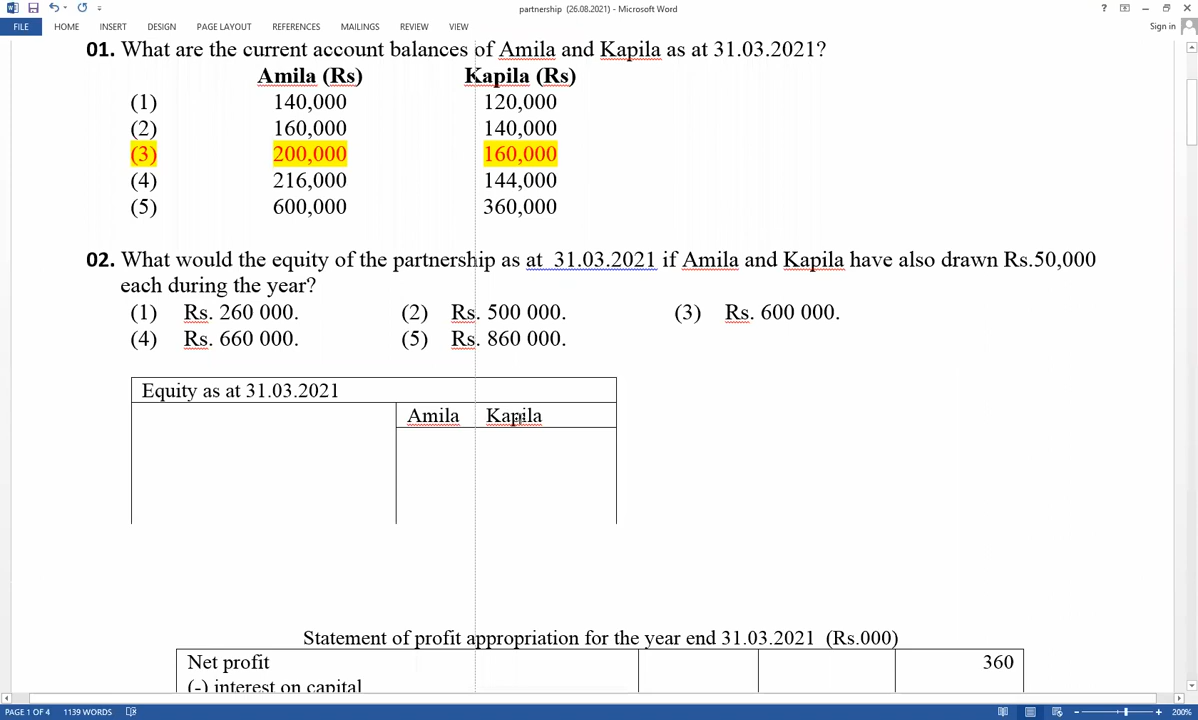 partnership (26.08.2021) - Microsoft Word
FILE HOME INSERT DESIGN PAGE LAYOUT REFERENCES MAILINGS REVIEW VIEW Sign in
01. What are the current account balances of Amila and Kapila as at 31.03.2021?
Amila (Rs) Kapila (Rs)
(1) 140,000 120,000
(2) 160,000 140,000
(3) 200,000 160,000
(4) 216,000 144,000
(5) 600,000 360,000
02. What would the equity of the partnership as at 31.03.2021 if Amila and Kapila have also drawn Rs.50,000
each during the year?
(1) Rs. 260 000. (2) Rs. 500 000. (3) Rs. 600 000.
(4) Rs. 660 000. (5) Rs. 860 000.
Equity as at 31.03.2021
Amila Kapila
Statement of profit appropriation for the year end 31.03.2021 (Rs.000)
Net profit 360
(-) interest on capital
PAGE 1 OF 4 1139 WORDS 200%